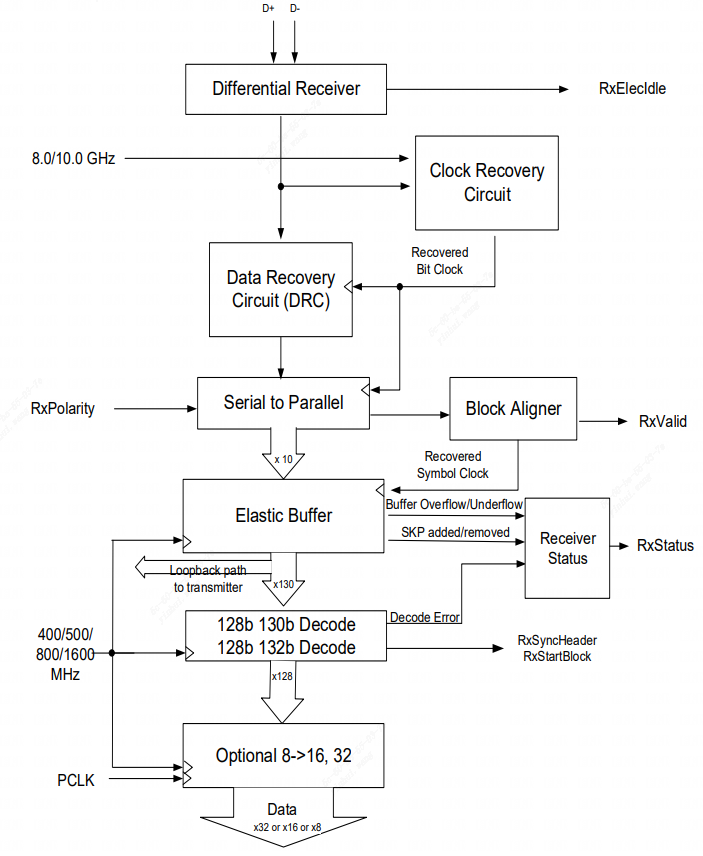 D+ D-
Differential Receiver
RxElecIdle
8.0/10.0 GHz
Clock Recovery
Circuit
Recovered
Bit Clock
Data Recovery
Circuit (DRC)
RxPolarity
Serial to Parallel
Block Aligner
RxValid
x 10
Recovered
Symbol Clock
Elastic Buffer
Buffer Overflow/Underflow
SKP added/removed
Receiver
Status
RxStatus
Loopback path
to transmitter
x130
400/500/
800/1600
MHz
128b 130b Decode
128b 132b Decode
Decode Error
RxSyncHeader
RxStartBlock
x128
Optional 8->16, 32
PCLK
Data
x32 or x16 or x8